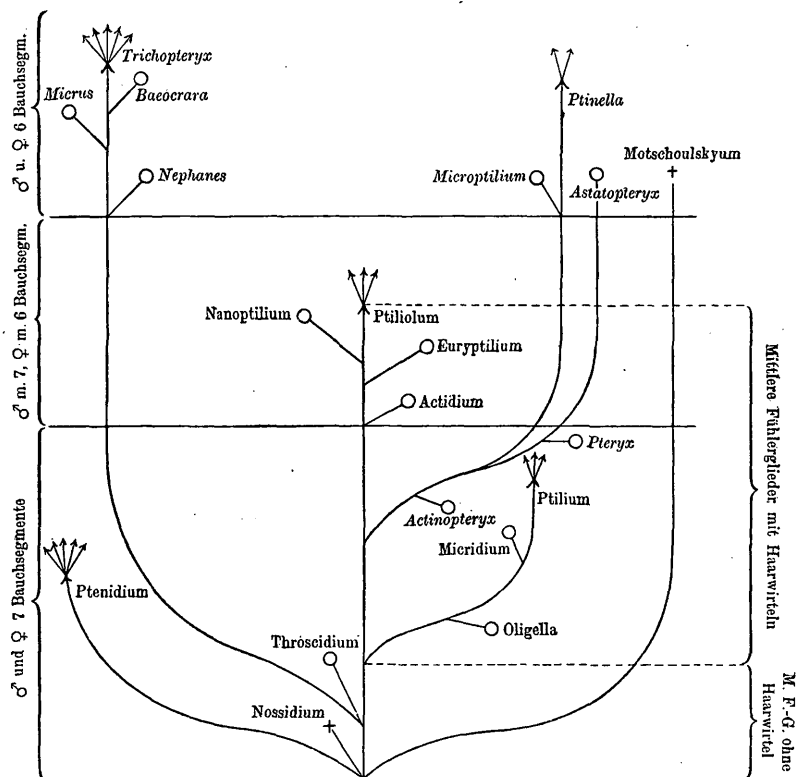 ♂ u. ♀ 6 Bauchsegm.
Trichopteryx
Baeocrara
Micrus
Nephanes
Ptinella
Microptilium
Astatopteryx
Motschoulskyum
♂ m. 7, ♀ m. 6 Bauchsegm.
Nanoptilium
Ptiliolum
Euryptilium
Actidium
Pteryx
Ptilium
Actinopteryx
Micridium
Oligella
♂ und ♀ 7 Bauchsegmente
Ptenidium
Throscidium
Nossidium
Mittlere Fühlerglieder mit Haarwirteln
M. F.-G. ohne
Haarwirtel